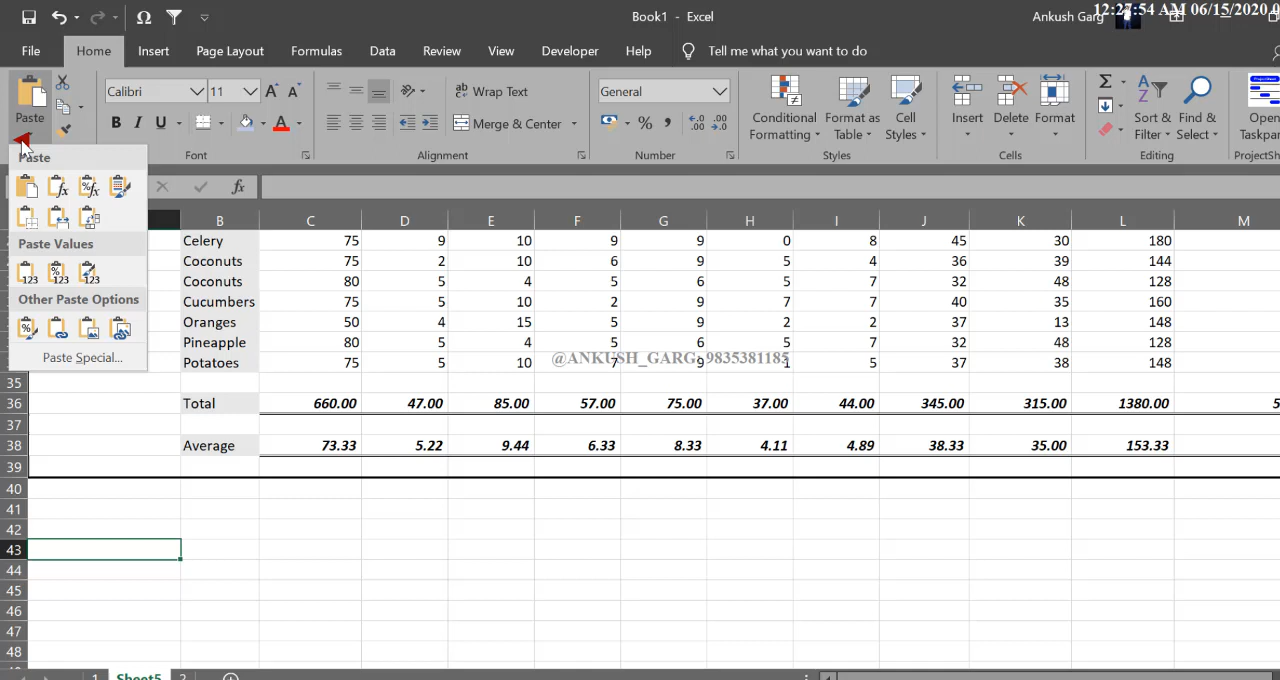 Book1 - Excel
Ankush Garg
12:27:54 AM 06/15/2020
File Home Insert Page Layout Formulas Data Review View Developer Help Tell me what you want to do
Paste
Calibri 11
B I U
Font
Wrap Text
Merge & Center
Alignment
General
Number
Conditional Formatting
Format as Table
Cell Styles
Styles
Insert Delete Format
Cells
Sort & Filter
Find & Select
Editing
Open Taskpa
ProjectSh
Paste
Paste Values
Other Paste Options
Paste Special...
fx
B C D E F G H I J K L M
Celery 75 9 10 9 9 0 8 45 30 180
Coconuts 75 2 10 6 9 5 4 36 39 144
Coconuts 80 5 4 5 6 5 7 32 48 128
Cucumbers 75 5 10 2 9 7 7 40 35 160
Oranges 50 4 15 5 9 2 2 37 13 148
Pineapple 80 5 4 5 6 5 7 32 48 128
Potatoes 75 5 10 7 9 1 5 37 38 148
@ANKUSH_GARG_9835381185
35
36 Total 660.00 47.00 85.00 57.00 75.00 37.00 44.00 345.00 315.00 1380.00 5
37
38 Average 73.33 5.22 9.44 6.33 8.33 4.11 4.89 38.33 35.00 153.33
39
40
41
42
43
44
45
46
47
48
1 Sheet5 2